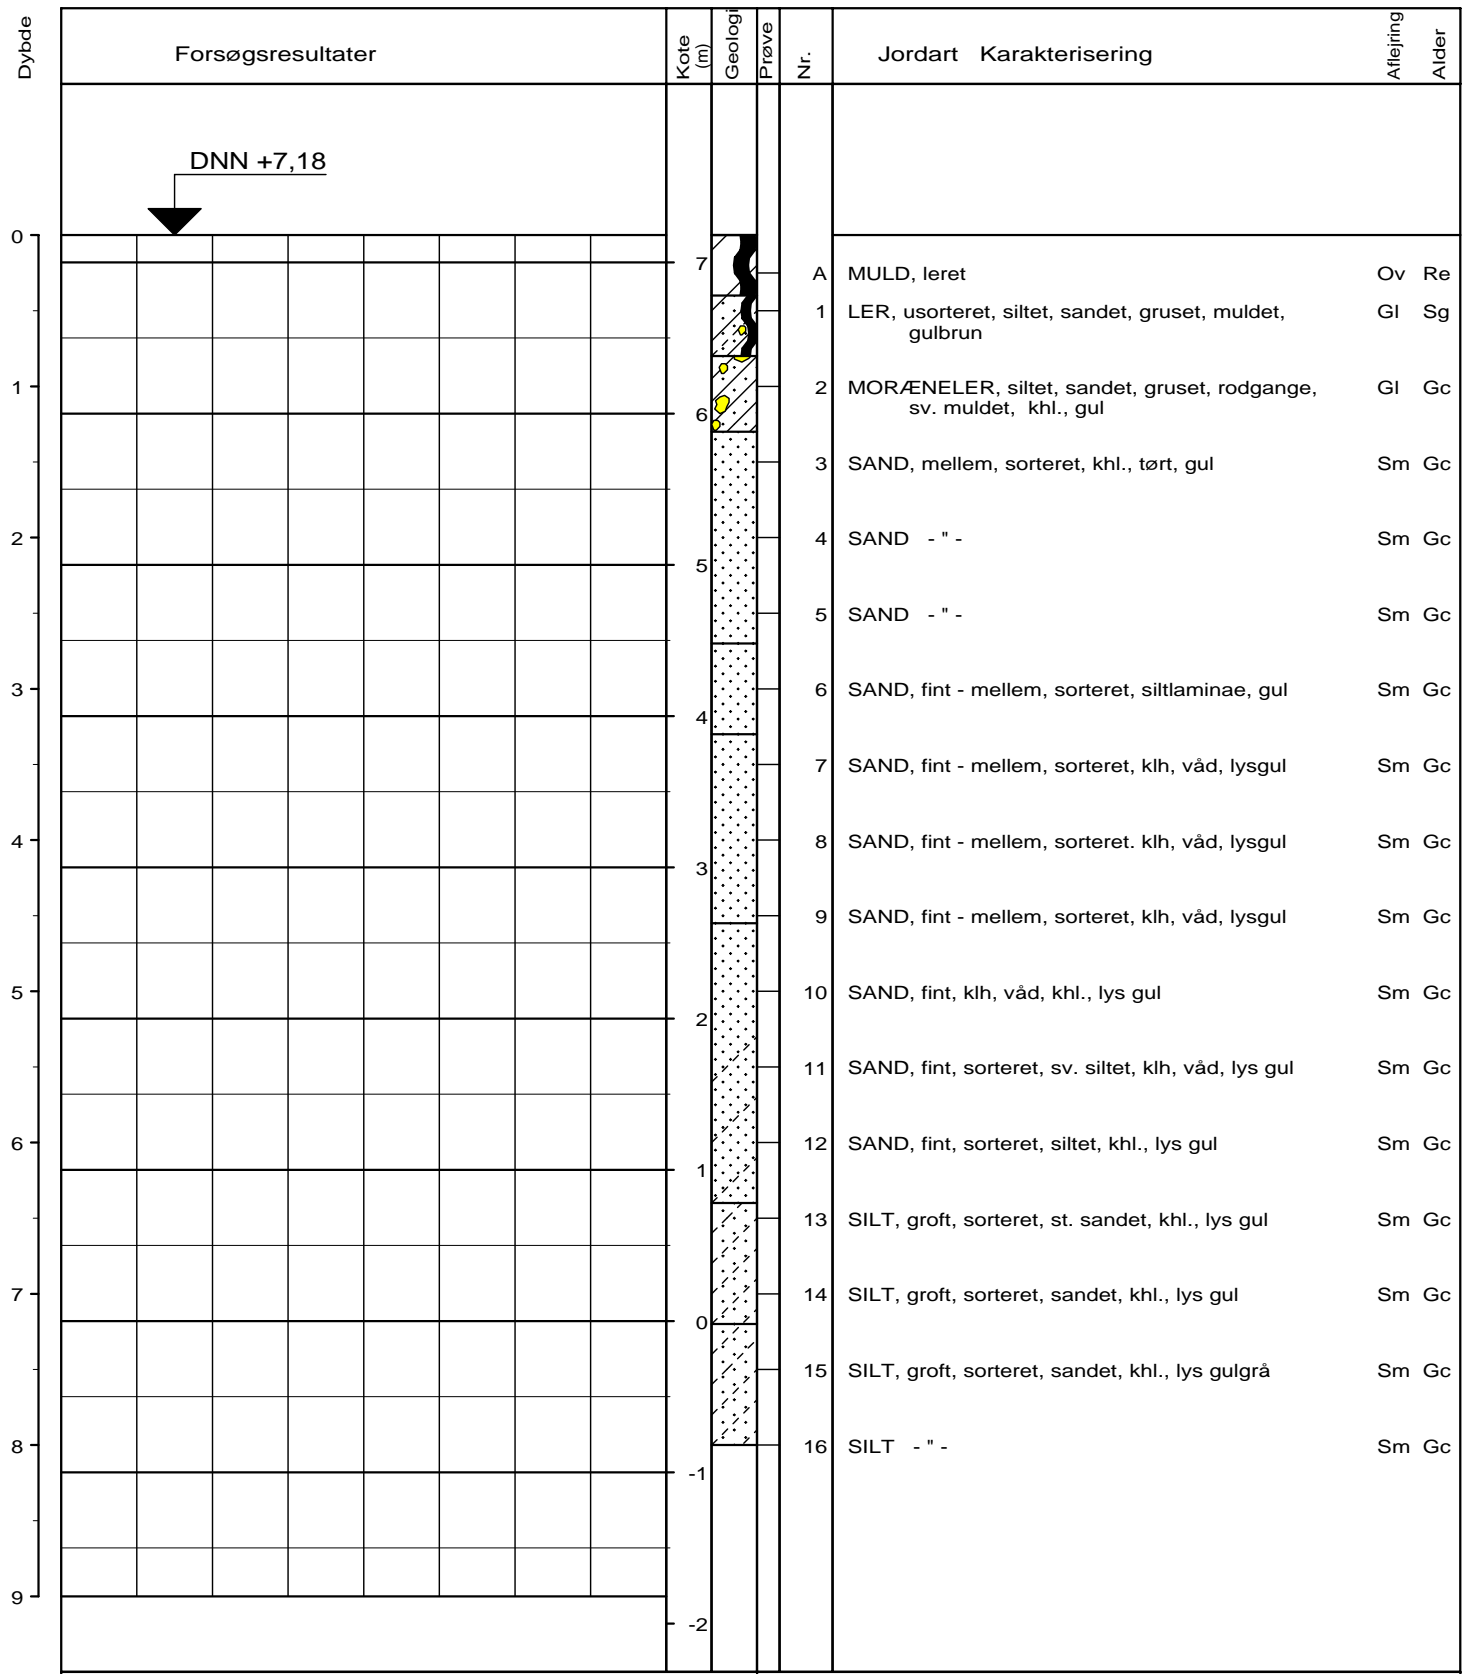 Dybde
Forsøgsresultater
Kote
(m)
Geologi
Prøve
Nr.
Jordart Karakterisering
Aflejring
Alder
DNN +7,18
0
7
A MULD, leret Ov Re
1 LER, usorteret, siltet, sandet, gruset, muldet, Gl Sg
gulbrun
1
2 MORÆNELER, siltet, sandet, gruset, rodgange, Gl Gc
sv. muldet, khl., gul
6
3 SAND, mellem, sorteret, khl., tørt, gul Sm Gc
2
4 SAND - " - Sm Gc
5
5 SAND - " - Sm Gc
3
6 SAND, fint - mellem, sorteret, siltlaminae, gul Sm Gc
4
7 SAND, fint - mellem, sorteret, klh, våd, lysgul Sm Gc
4
8 SAND, fint - mellem, sorteret. klh, våd, lysgul Sm Gc
3
9 SAND, fint - mellem, sorteret, klh, våd, lysgul Sm Gc
5
10 SAND, fint, klh, våd, khl., lys gul Sm Gc
2
11 SAND, fint, sorteret, sv. siltet, klh, våd, lys gul Sm Gc
6
12 SAND, fint, sorteret, siltet, khl., lys gul Sm Gc
1
13 SILT, groft, sorteret, st. sandet, khl., lys gul Sm Gc
7
14 SILT, groft, sorteret, sandet, khl., lys gul Sm Gc
0
15 SILT, groft, sorteret, sandet, khl., lys gulgrå Sm Gc
8
16 SILT - " - Sm Gc
-1
9
-2